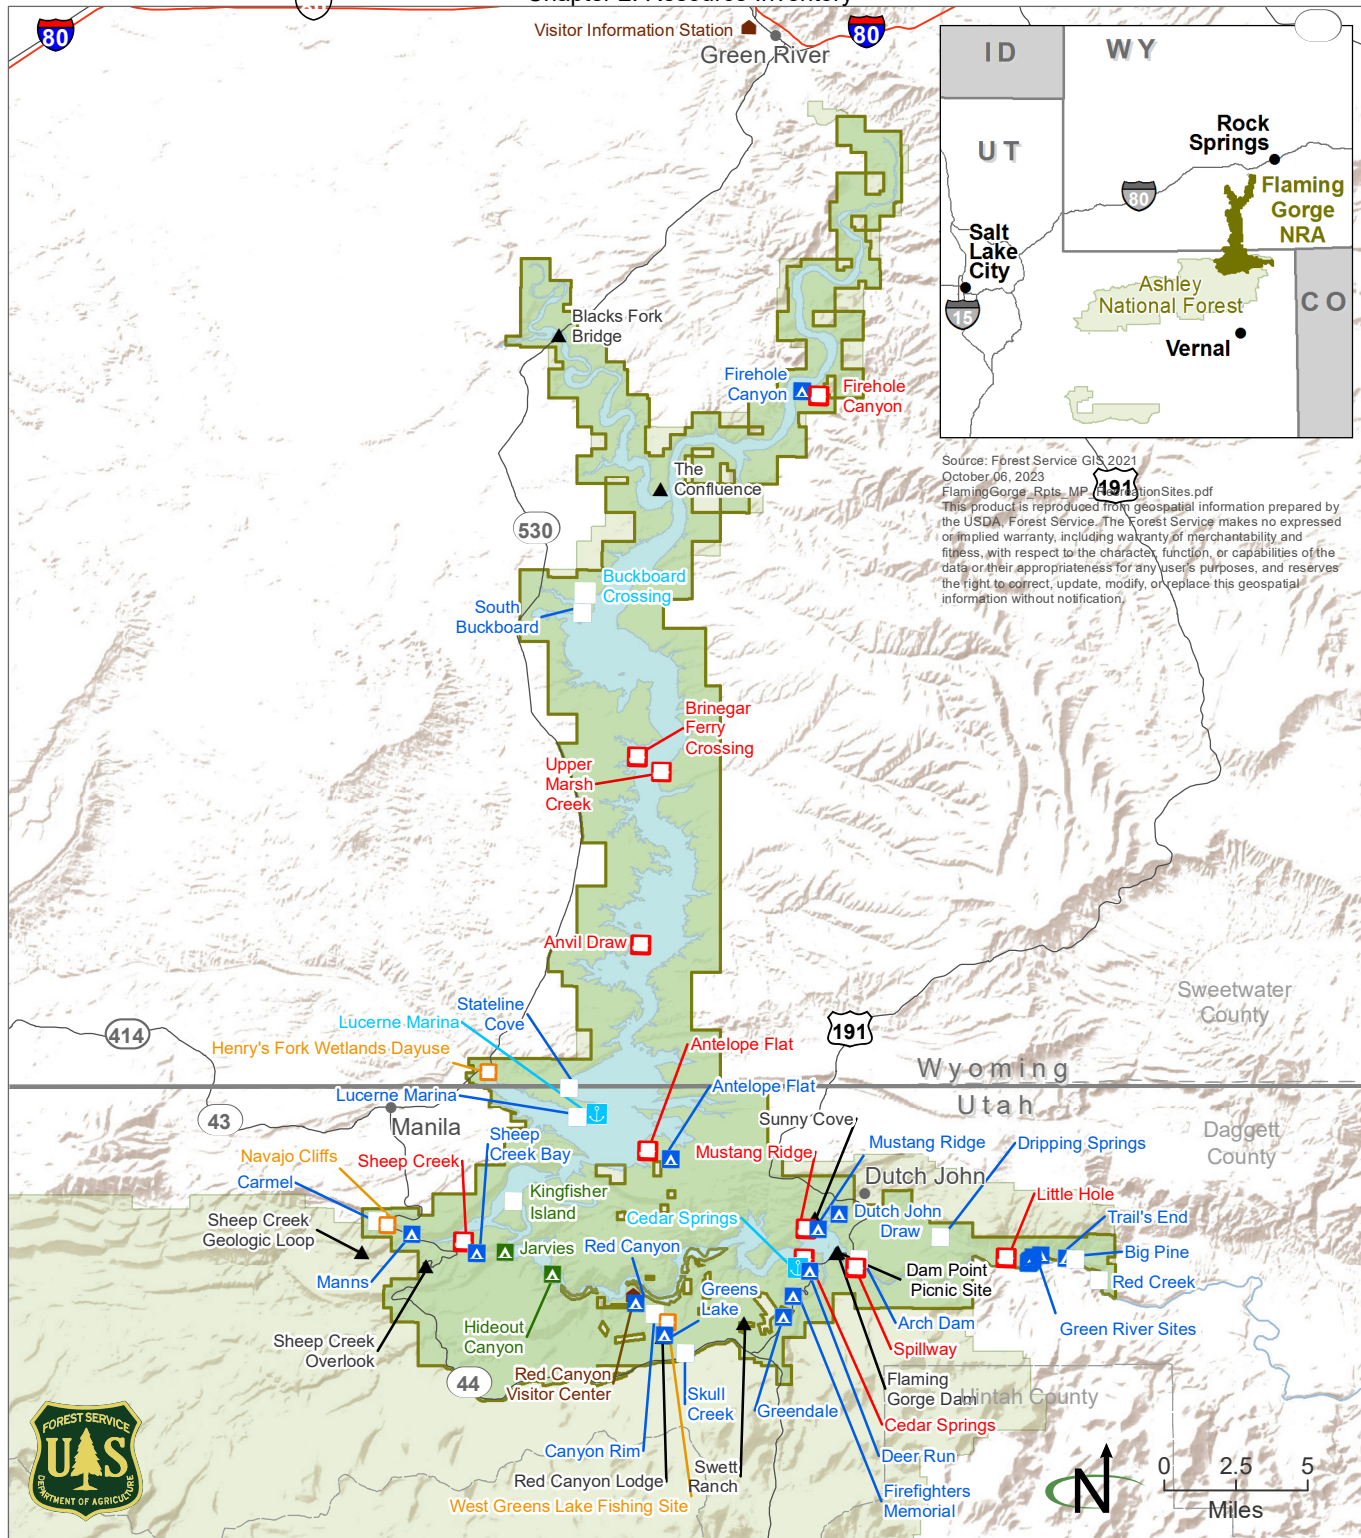 Chapter 2. Resource Inventory
80
Visitor Information Station
80
Green River
ID
WY
UT
Rock
Springs
80
Flaming
Gorge
NRA
Salt
Lake
City
15
Ashley
National Forest
CO
Vernal
Blacks Fork
Bridge
Firehole
Canyon
Firehole
Canyon
The
Confluence
Source: Forest Service GIS 2021
October 06, 2023
FlamingGorge_Rpts_MP_RecreationSites.pdf
This product is reproduced from geospatial information prepared by
the USDA, Forest Service. The Forest Service makes no expressed
or implied warranty, including warranty of merchantability and
fitness, with respect to the character, function, or capabilities of the
data or their appropriateness for any user's purposes, and reserves
the right to correct, update, modify, or replace this geospatial
information without notification.
191
530
Buckboard
Crossing
South
Buckboard
Brinegar
Ferry
Crossing
Upper
Marsh
Creek
Anvil Draw
Sweetwater
County
Stateline
Cove
Lucerne Marina
414
Henry's Fork Wetlands Dayuse
191
Antelope Flat
Wyoming
Utah
Antelope Flat
Lucerne Marina
43
Manila
Sunny Cove
Daggett
County
Sheep
Creek Bay
Mustang Ridge
Mustang Ridge
Dripping Springs
Navajo Cliffs
Sheep Creek
Carmel
Dutch John
Little Hole
Kingfisher
Island
Sheep Creek
Geologic Loop
Cedar Springs
Dutch John
Draw
Trail's End
Jarvies
Red Canyon
Big Pine
Manns
Dam Point
Picnic Site
Red Creek
Greens
Lake
Hideout
Canyon
Arch Dam
Green River Sites
Sheep Creek
Overlook
Spillway
44
Red Canyon
Visitor Center
Flaming
Gorge Dam
Uintah County
Skull
Creek
Greendale
Cedar Springs
Canyon Rim
Deer Run
Red Canyon Lodge
Swett
Ranch
West Greens Lake Fishing Site
Firefighters
Memorial
FOREST SERVICE
U S
DEPARTMENT OF AGRICULTURE
N
0 2.5 5
Miles